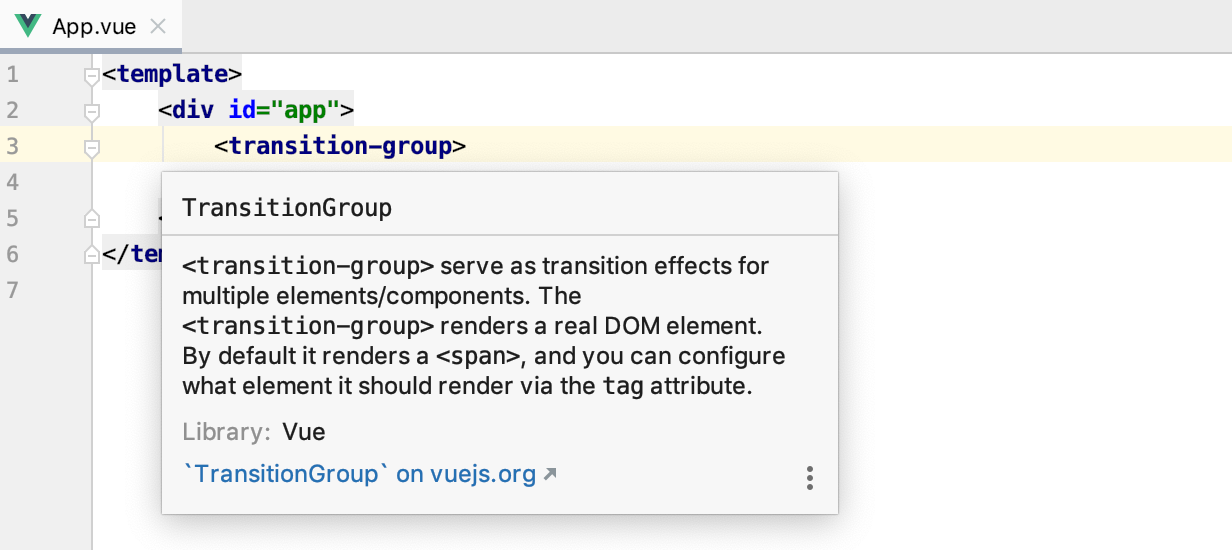 App.vue
1 <template>
2 <div id="app">
3 <transition-group>
4
5 <
6 </tem
7
TransitionGroup
<transition-group> serve as transition effects for
multiple elements/components. The
<transition-group> renders a real DOM element.
By default it renders a <span>, and you can configure
what element it should render via the tag attribute.
Library: Vue
`TransitionGroup` on vuejs.org